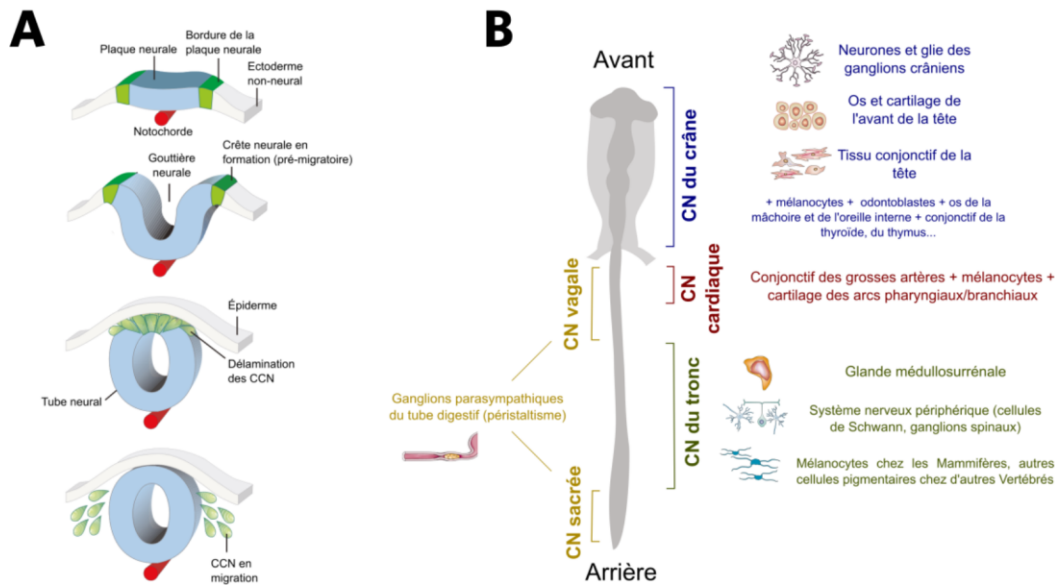 A
Plaque neurale
Bordure de la
plaque neurale
Ectoderme
non-neural
Notochorde
Gouttière
neurale
Crête neurale en
formation (pré-migratoire)
Épiderme
Délamination
des CCN
Tube neural
CCN en
migration
B
Avant
CN du crâne
CN vagale
CN
cardiaque
CN du tronc
CN sacrée
Arrière
Ganglions parasympathiques
du tube digestif (péristaltisme)
Neurones et glie des
ganglions crâniens
Os et cartilage de
l'avant de la tête
Tissu conjonctif de la
tête
+ mélanocytes + odontoblastes + os de la
mâchoire et de l'oreille interne + conjonctif de la
thyroïde, du thymus...
Conjonctif des grosses artères + mélanocytes +
cartilage des arcs pharyngiaux/branchiaux
Glande médullosurrénale
Système nerveux périphérique (cellules
de Schwann, ganglions spinaux)
Mélanocytes chez les Mammifères, autres
cellules pigmentaires chez d'autres Vertébrés